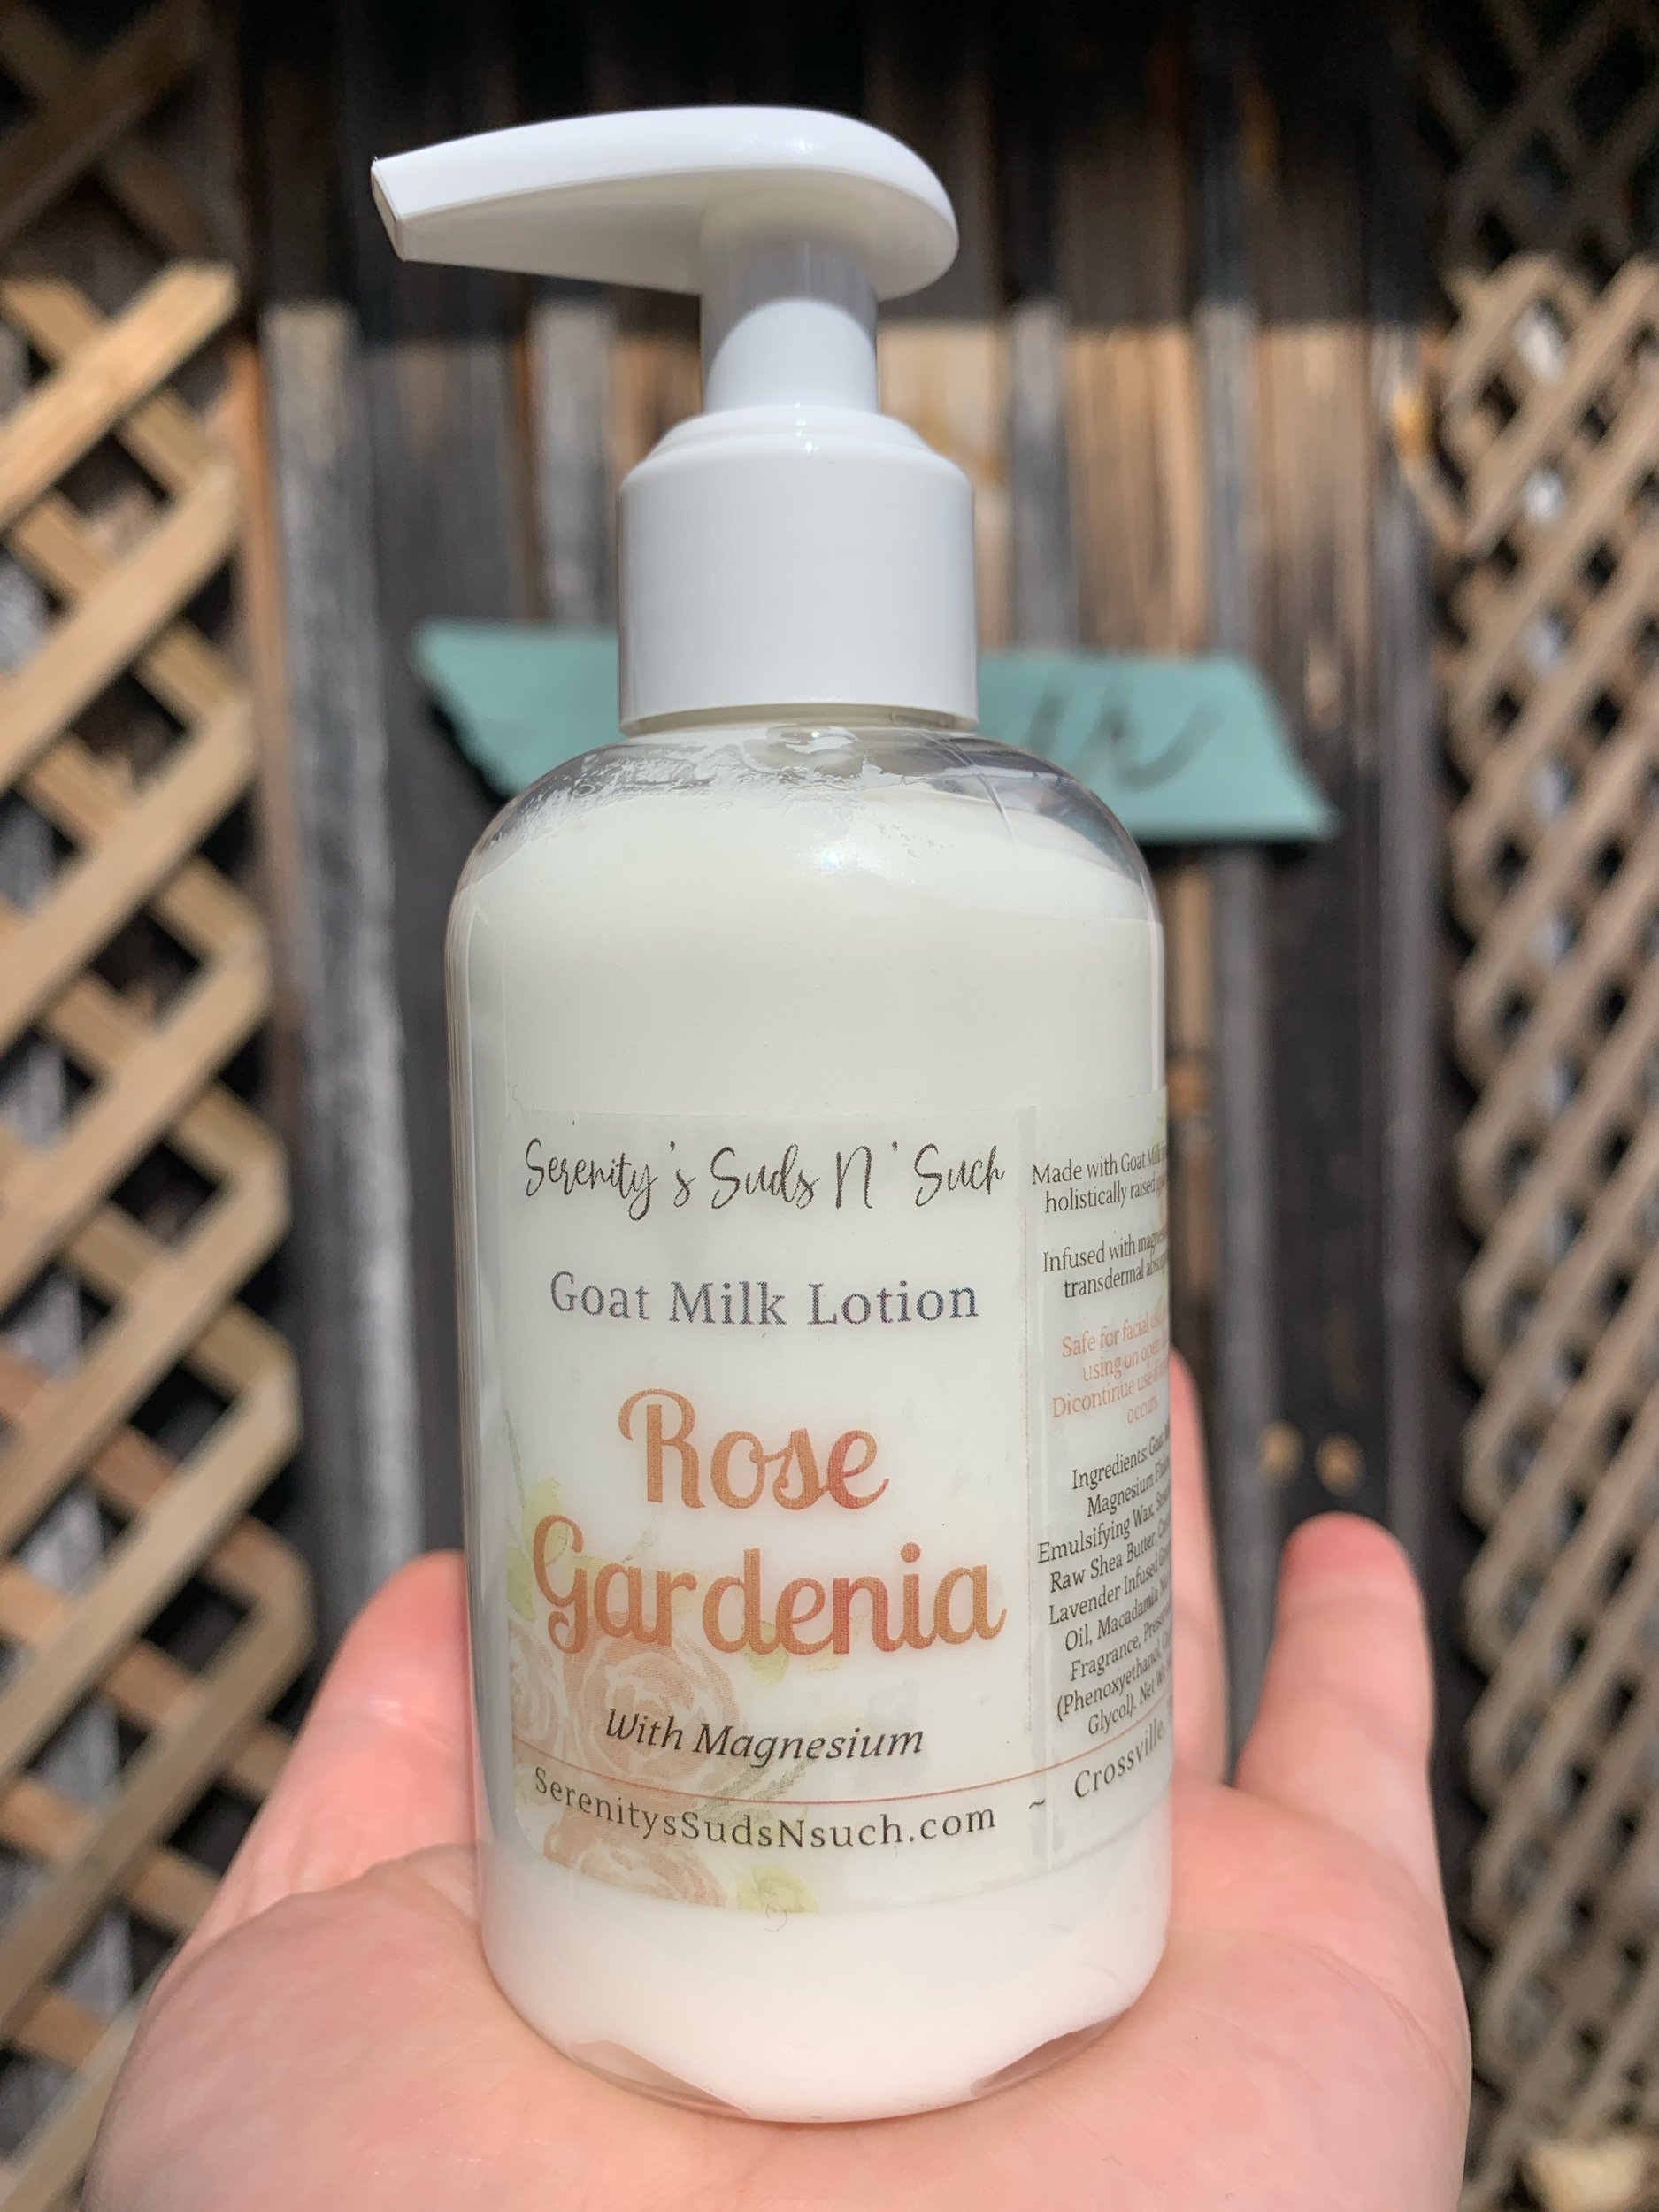 Serenity's Suds N' Such
Goat Milk Lotion
Rose
Gardenia
With Magnesium
SerenitysSudsNsuch.com ~ Crossville,
Made with Goat Milk
holistically raised
Infused with
transdermal
Safe for facial
using on open
Dicontinue use
occurs.
Ingredients: Goat
Magnesium
Emulsifying Wax,
Raw Shea Butter,
Lavender Infused
Oil, Macadamia
Fragrance,
(Phenoxyethanol,
Glycol). Net